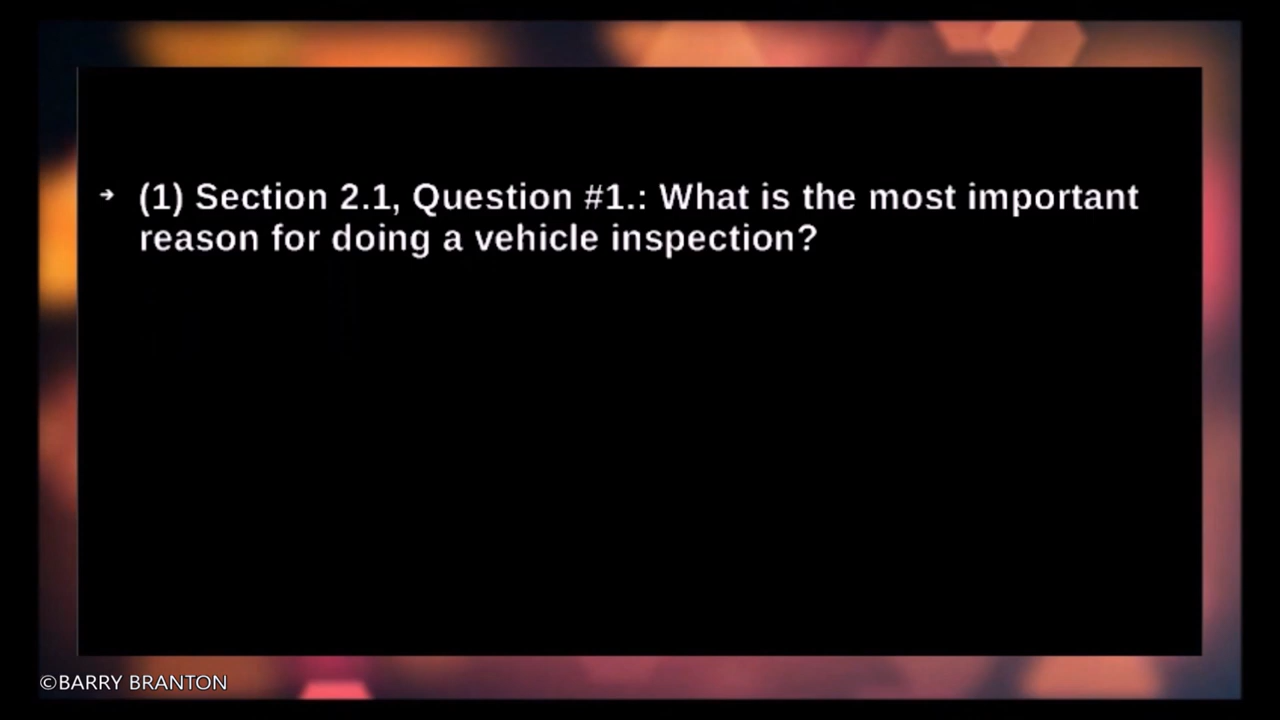 ➔ (1) Section 2.1, Question #1.: What is the most important
reason for doing a vehicle inspection?
©BARRY BRANTON